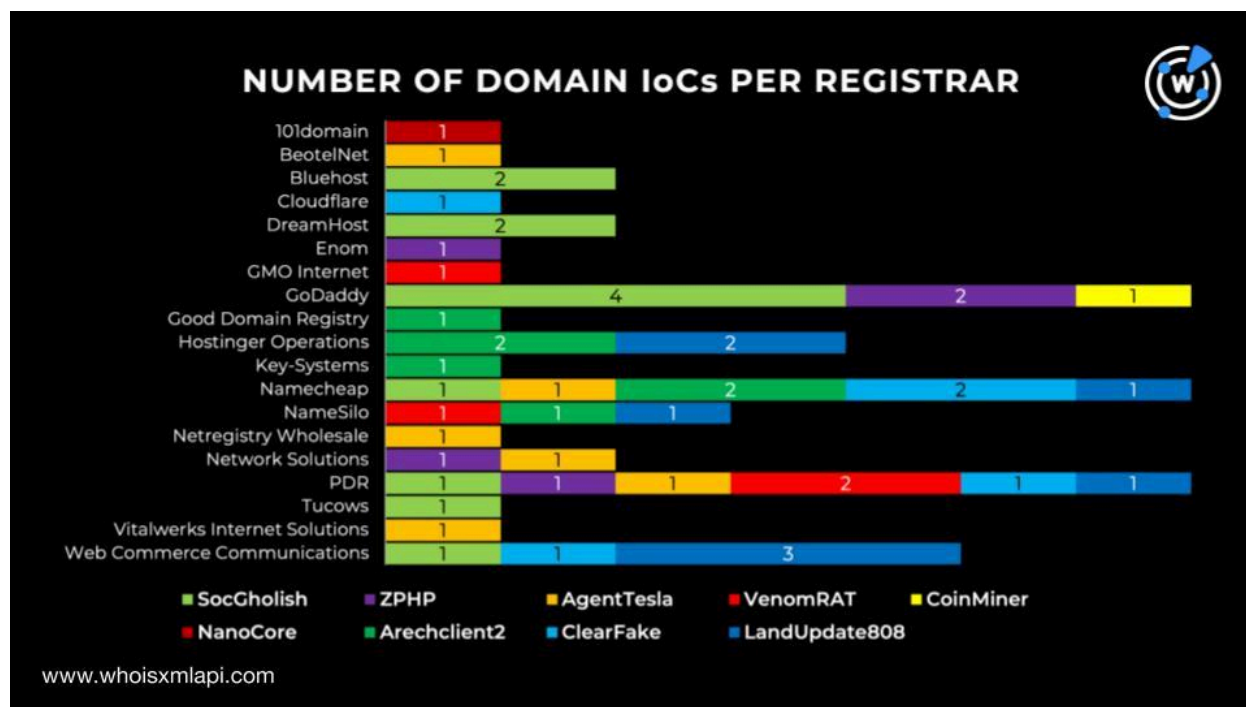 NUMBER OF DOMAIN IoCs PER REGISTRAR
W
101domain 1
BeotelNet 1
Bluehost 2
Cloudflare 1
DreamHost 2
Enom 1
GMO Internet 1
GoDaddy 4 2 1
Good Domain Registry 1
Hostinger Operations 2 2
Key-Systems 1
Namecheap 1 1 2 2 1
NameSilo 1 1 1
Netregistry Wholesale 1
Network Solutions 1 1
PDR 1 1 1 2 1 1
Tucows 1
Vitalwerks Internet Solutions 1
Web Commerce Communications 1 1 3
SocGholish ZPHP AgentTesla VenomRAT CoinMiner
NanoCore Arechclient2 ClearFake LandUpdate808
www.whoisxmlapi.com